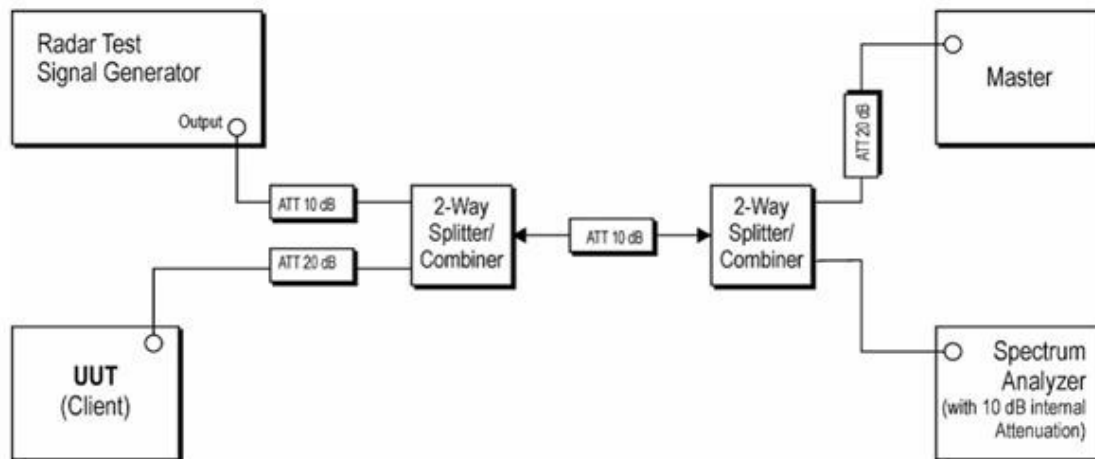 Radar Test
Signal Generator
Output
ATT 10 dB
ATT 20 dB
UUT
(Client)
2-Way
Splitter/
Combiner
ATT 10 dB
2-Way
Splitter/
Combiner
ATT 20 dB
Master
Spectrum
Analyzer
(with 10 dB internal
Attenuation)